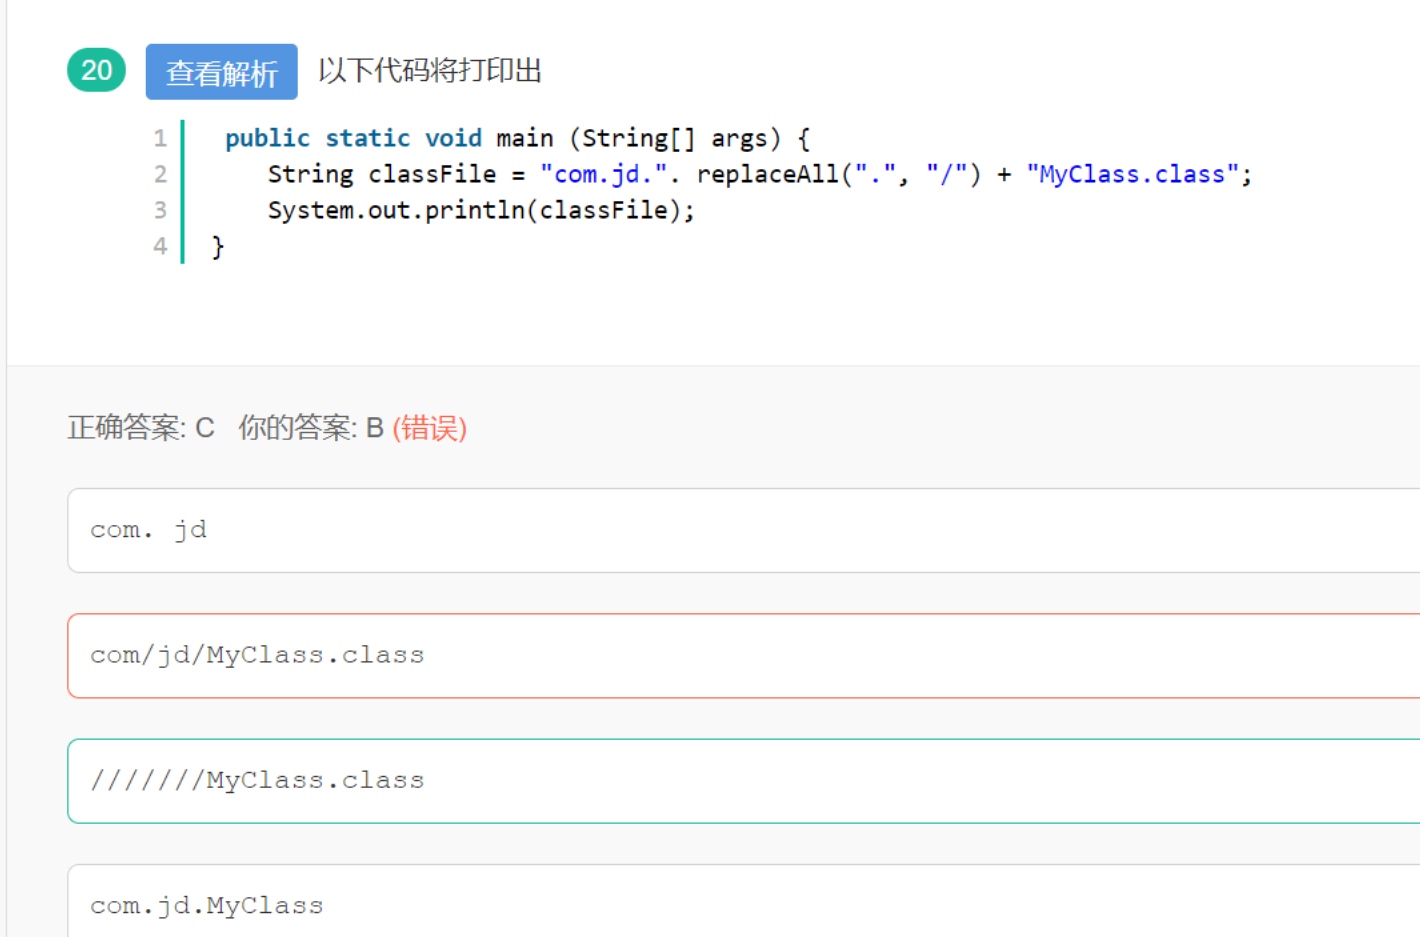 20 查看解析 以下代码将打印出
1 public static void main (String[] args) {
2 String classFile = "com.jd.". replaceAll(".", "/") + "MyClass.class";
3 System.out.println(classFile);
4 }
正确答案: C 你的答案: B (错误)
com. jd
com/jd/MyClass.class
///////MyClass.class
com.jd.MyClass